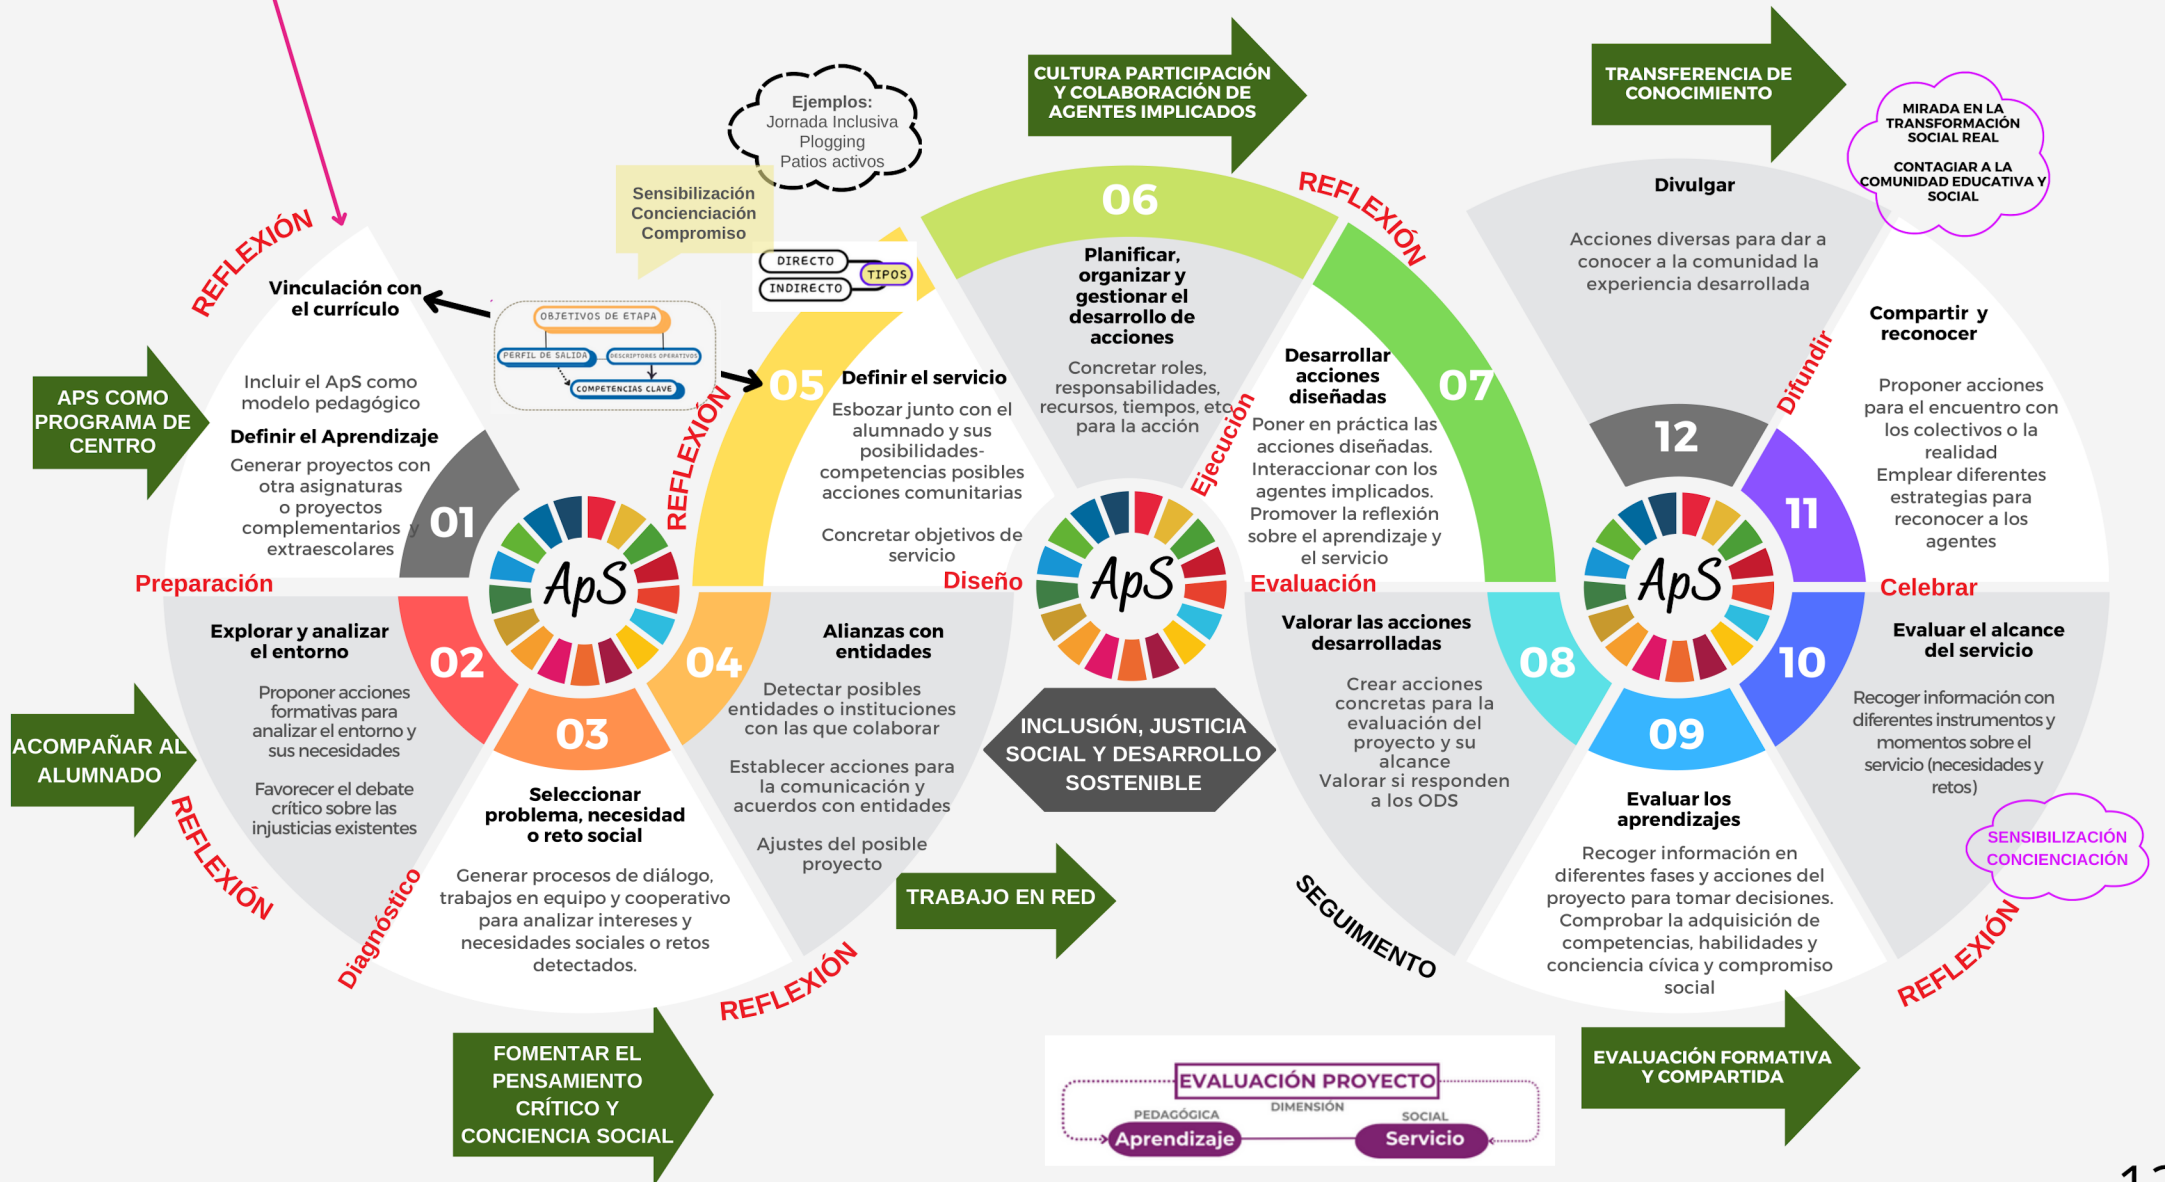 REFLEXIÓN
Vinculación con
el currículo
Incluir el ApS como
modelo pedagógico
Definir el Aprendizaje
Generar proyectos con
otra asignaturas
o proyectos
complementarios y
extraescolares
01
APS COMO
PROGRAMA DE
CENTRO
Preparación
Explorar y analizar
el entorno
Proponer acciones
formativas para
analizar el entorno y
sus necesidades
Favorecer el debate
crítico sobre las
injusticias existentes
02
ACOMPAÑAR AL
ALUMNADO
REFLEXIÓN
Diagnóstico
03
Seleccionar
problema, necesidad
o reto social
Generar procesos de diálogo,
trabajos en equipo y cooperativo
para analizar intereses y
necesidades sociales o retos
detectados.
FOMENTAR EL
PENSAMIENTO
CRÍTICO Y
CONCIENCIA SOCIAL
REFLEXIÓN
ApS
04
Alianzas con
entidades
Detectar posibles
entidades o instituciones
con las que colaborar
Establecer acciones para
la comunicación y
acuerdos con entidades
Ajustes del posible
proyecto
TRABAJO EN RED
OBJETIVOS DE ETAPA
PERFIL DE SALIDA
DESCRIPTORES OPERATIVOS
COMPETENCIAS CLAVE
REFLEXIÓN
Sensibilización
Concienciación
Compromiso
Ejemplos:
Jornada Inclusiva
Plogging
Patios activos
DIRECTO
INDIRECTO
TIPOS
05
Definir el servicio
Esbozar junto con el
alumnado y sus
posibilidades-
competencias posibles
acciones comunitarias
Concretar objetivos de
servicio
Diseño
CULTURA PARTICIPACIÓN
Y COLABORACIÓN DE
AGENTES IMPLICADOS
06
Planificar,
organizar y
gestionar el
desarrollo de
acciones
Concretar roles,
responsabilidades,
recursos, tiempos, etc
para la acción
ApS
INCLUSIÓN, JUSTICIA
SOCIAL Y DESARROLLO
SOSTENIBLE
Ejecución
REFLEXIÓN
07
Desarrollar
acciones
diseñadas
Poner en práctica las
acciones diseñadas.
Interaccionar con los
agentes implicados.
Promover la reflexión
sobre el aprendizaje y
el servicio
Evaluación
Valorar las acciones
desarrolladas
Crear acciones
concretas para la
evaluación del
proyecto y su
alcance
Valorar si responden
a los ODS
08
SEGUIMIENTO
09
Evaluar los
aprendizajes
Recoger información en
diferentes fases y acciones del
proyecto para tomar decisiones.
Comprobar la adquisición de
competencias, habilidades y
conciencia cívica y compromiso
social
EVALUACIÓN FORMATIVA
Y COMPARTIDA
EVALUACIÓN PROYECTO
DIMENSIÓN
PEDAGÓGICA
SOCIAL
Aprendizaje
Servicio
ApS
10
Evaluar el alcance
del servicio
Recoger información con
diferentes instrumentos y
momentos sobre el
servicio (necesidades y
retos)
SENSIBILIZACIÓN
CONCIENCIACIÓN
REFLEXIÓN
Celebrar
11
Compartir y
reconocer
Proponer acciones
para el encuentro con
los colectivos o la
realidad
Emplear diferentes
estrategias para
reconocer a los
agentes
Difundir
12
Divulgar
Acciones diversas para dar a
conocer a la comunidad la
experiencia desarrollada
TRANSFERENCIA DE
CONOCIMIENTO
MIRADA EN LA
TRANSFORMACIÓN
SOCIAL REAL
CONTAGIAR A LA
COMUNIDAD EDUCATIVA Y
SOCIAL